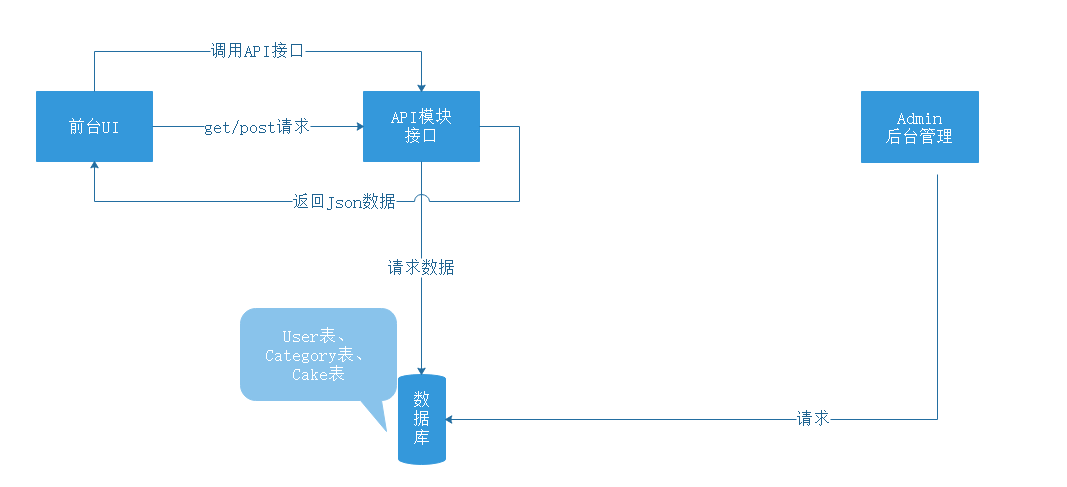 调用API接口
前台UI
get/post请求
API模块
接口
Admin
后台管理
返回Json数据
请求数据
User表、
Category表、
Cake表
数
据
库
请求